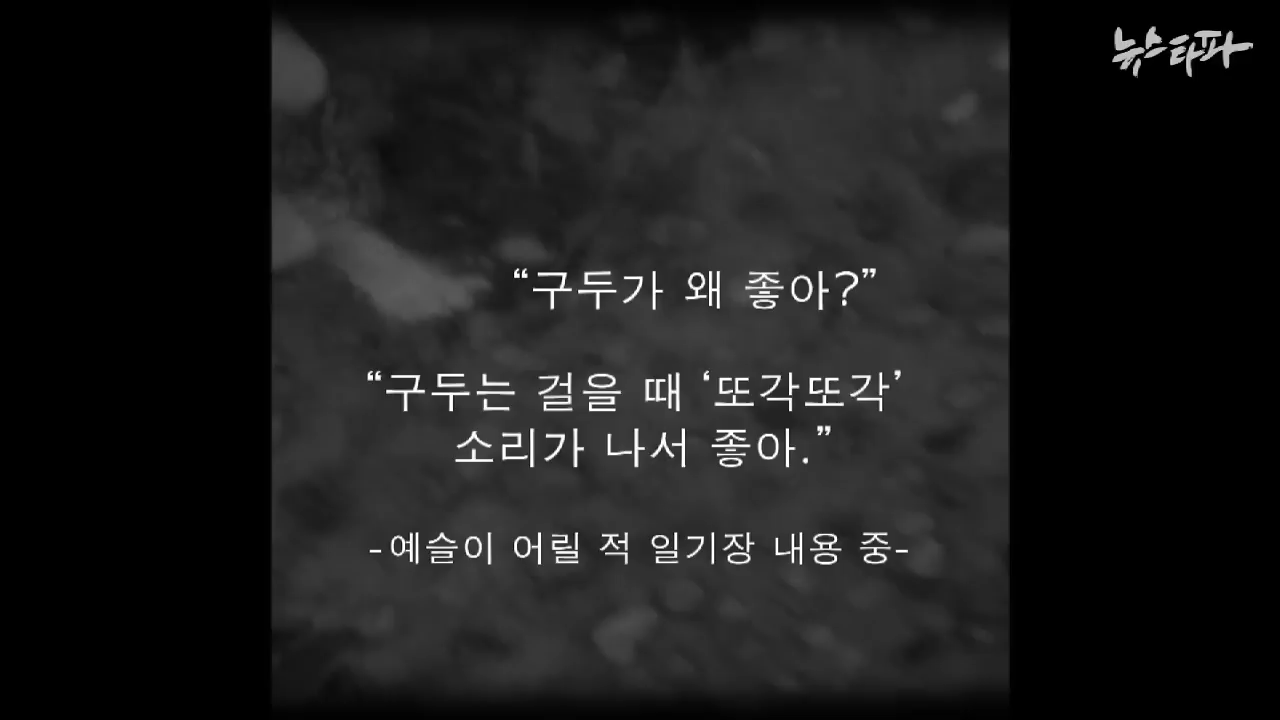 뉴스타파
“구두가 왜 좋아?”
“구두는 걸을 때 ‘또각또각’
소리가 나서 좋아.”
-예슬이 어릴 적 일기장 내용 중-